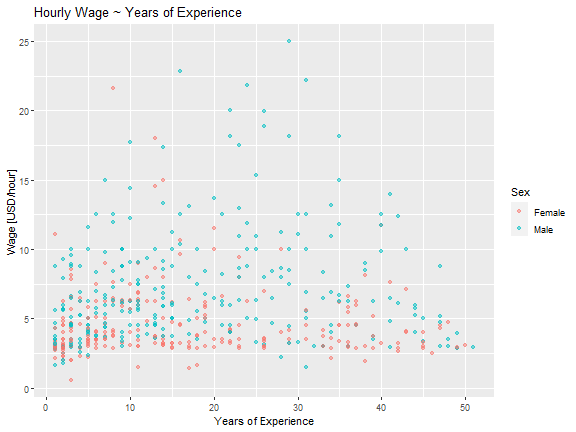 Hourly Wage ~ Years of Experience
25
20
15
10
5
0
Wage [USD/hour]
0 10 20 30 40 50
Years of Experience
Sex
Female
Male